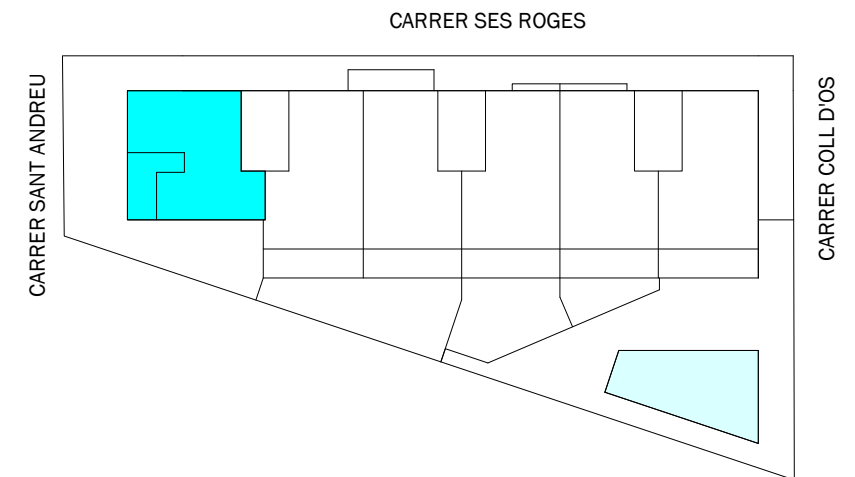 CARRER SES ROGES
CARRER SANT ANDREU
CARRER COLL D'OS